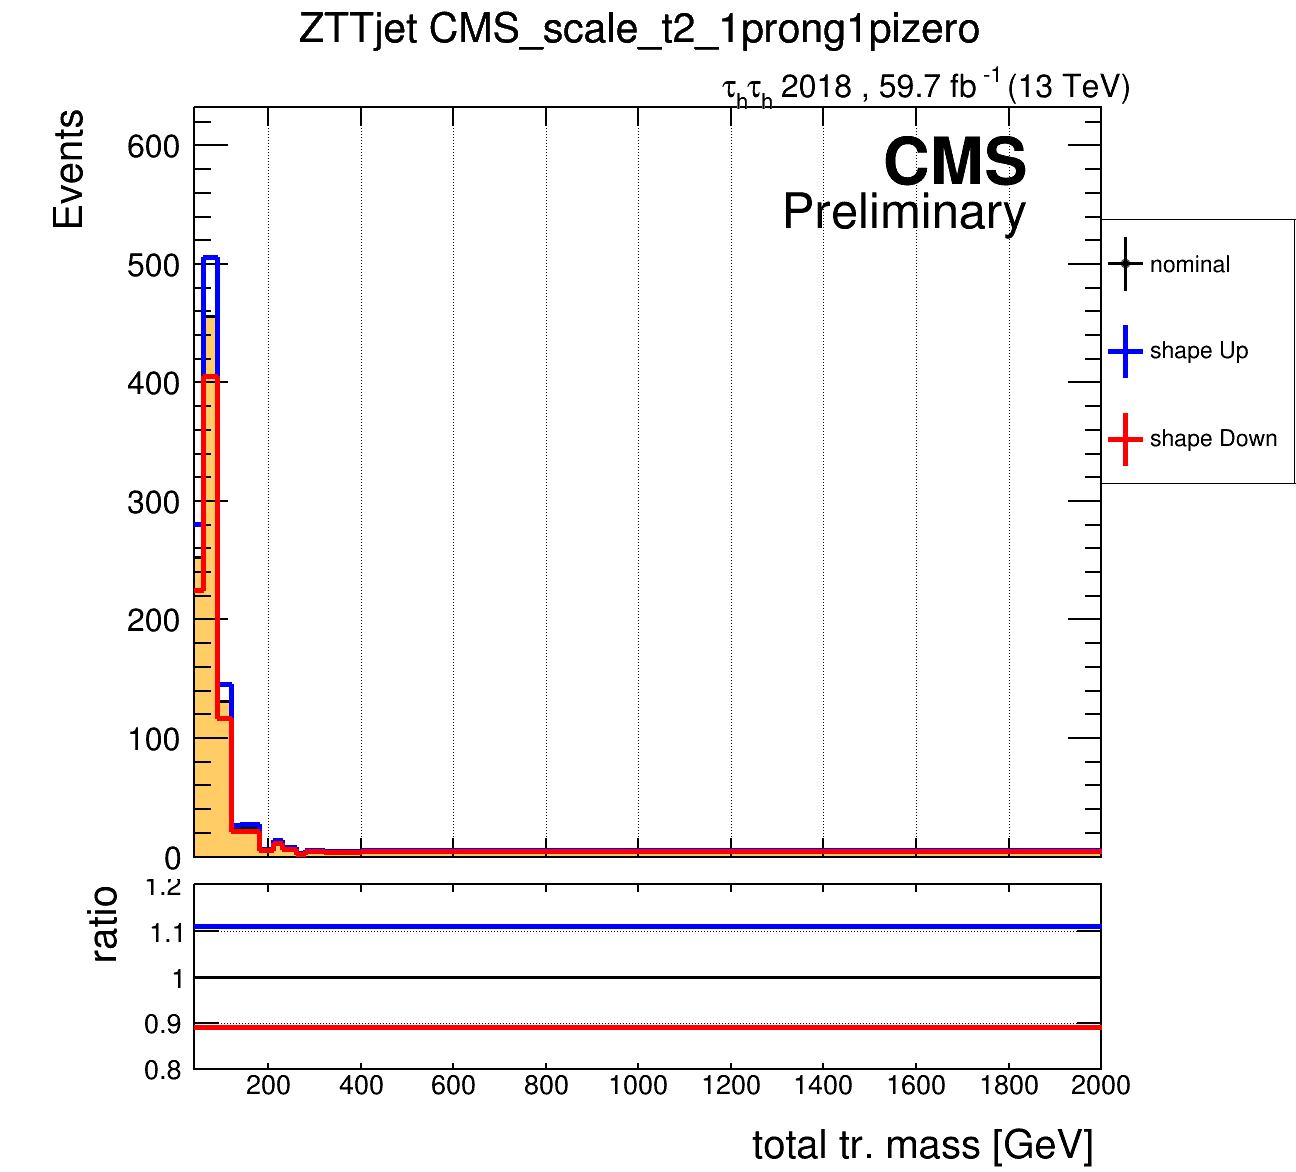 ZTTjet CMS_scale_t2_1prong1pizero
τhτh 2018 , 59.7 fb -1 (13 TeV)
Events
600
500
400
300
200
100
0
CMS
Preliminary
nominal
shape Up
shape Down
ratio
1.2
1.1
1
0.9
0.8
200 400 600 800 1000 1200 1400 1600 1800 2000
total tr. mass [GeV]